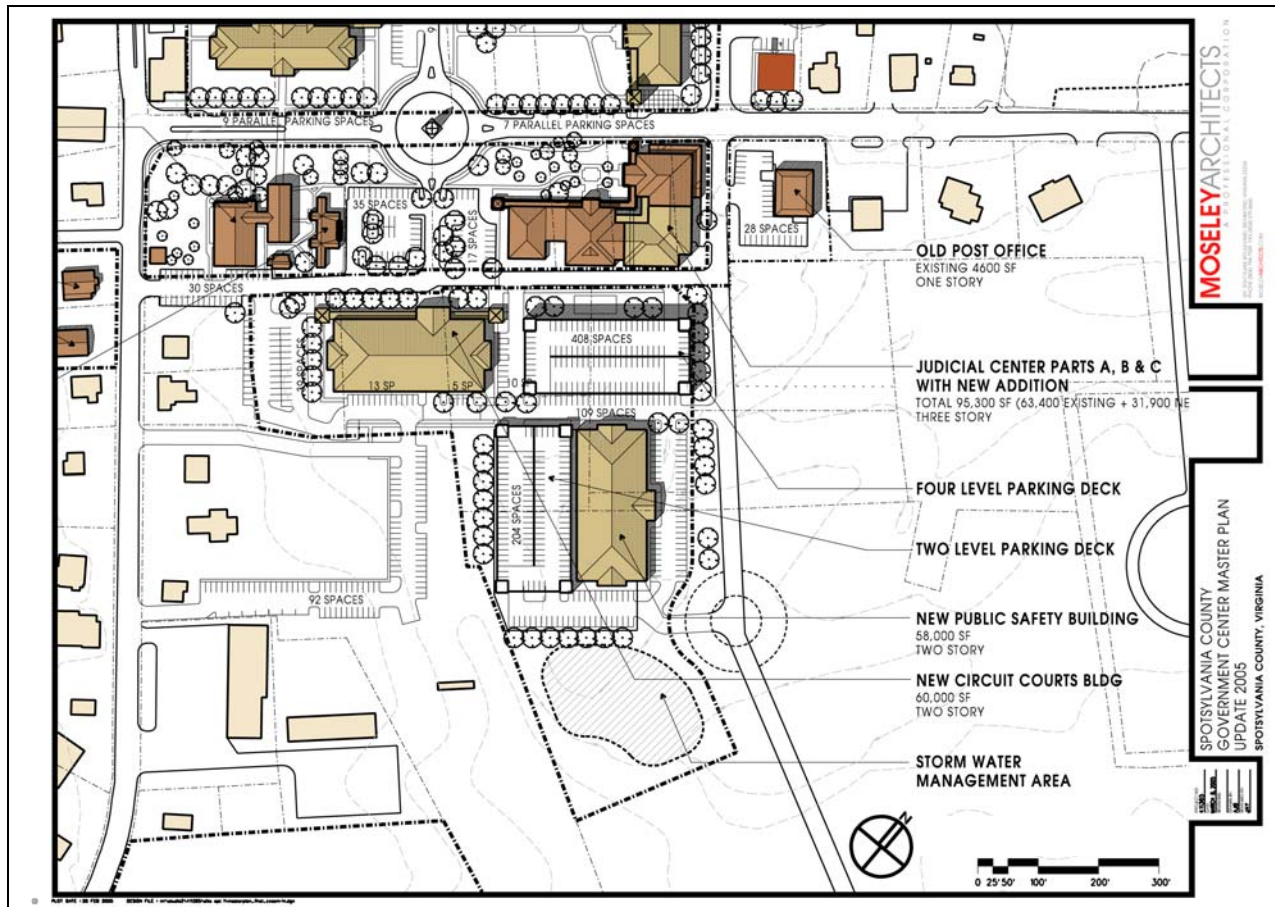 9 PARALLEL PARKING SPACES
7 PARALLEL PARKING SPACES
35 SPACES
17 SPACES
28 SPACES
30 SPACES
408 SPACES
13 SP
5 SP
10 SP
109 SPACES
204 SPACES
92 SPACES
OLD POST OFFICE
EXISTING 4600 SF
ONE STORY
JUDICIAL CENTER PARTS A, B & C
WITH NEW ADDITION
TOTAL 95,300 SF (63,400 EXISTING + 31,900 NE
THREE STORY
FOUR LEVEL PARKING DECK
TWO LEVEL PARKING DECK
NEW PUBLIC SAFETY BUILDING
58,000 SF
TWO STORY
NEW CIRCUIT COURTS BLDG
60,000 SF
TWO STORY
STORM WATER
MANAGEMENT AREA
N
0 25' 50' 100' 200' 300'
MOSELEYARCHITECTS
A PROFESSIONAL CORPORATION
SPOTSYLVANIA COUNTY
GOVERNMENT CENTER MASTER PLAN
UPDATE 2005
SPOTSYLVANIA COUNTY, VIRGINIA